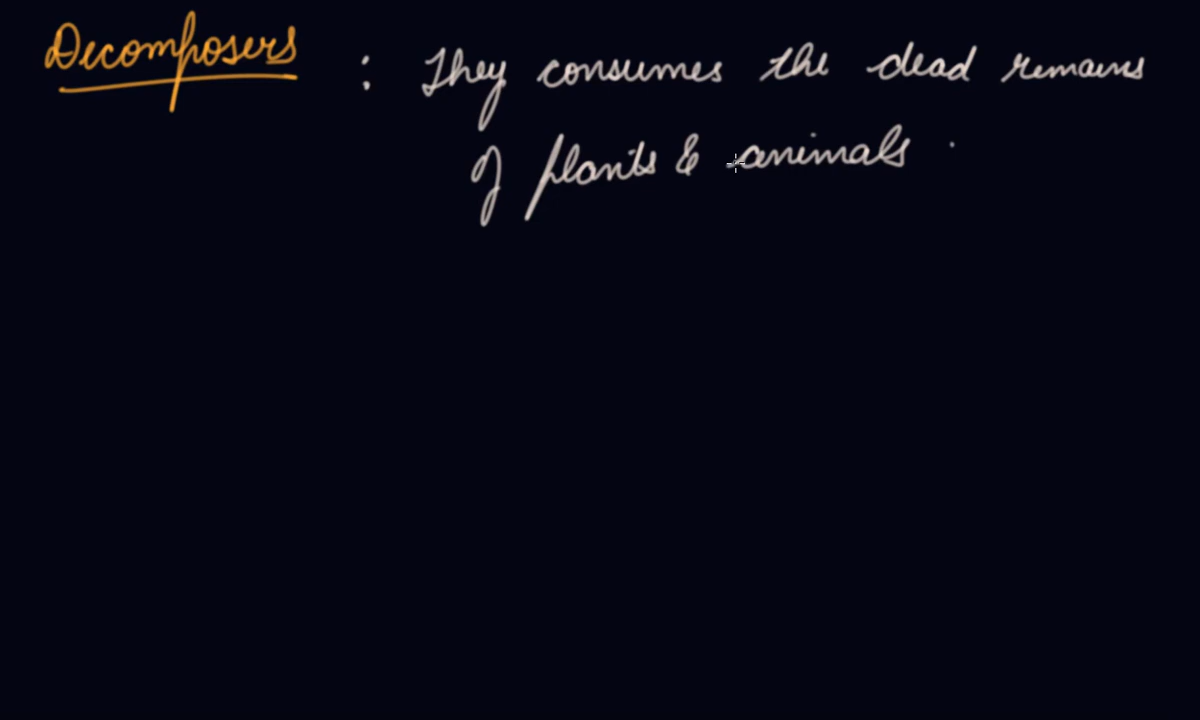 Decomposers : They consumes the dead remains
of plants & animals .